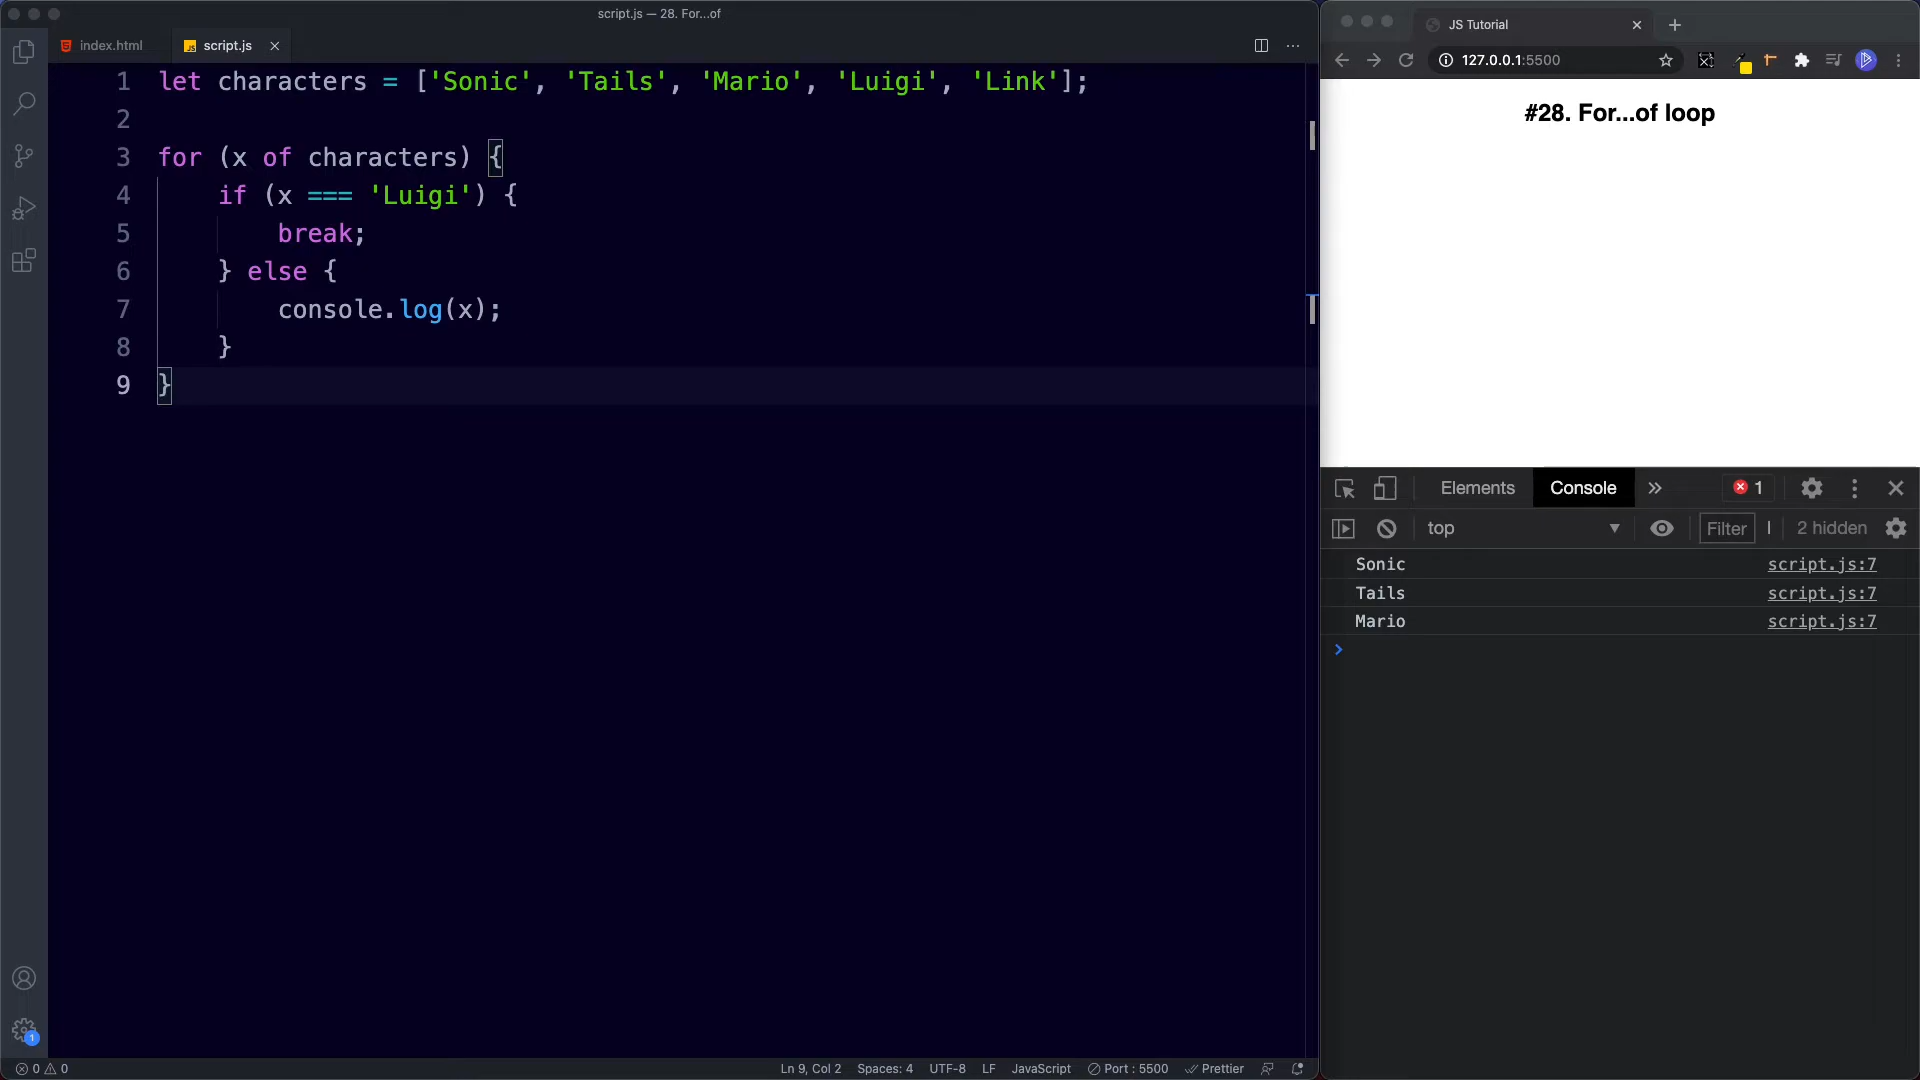 script.js — 28. For...of
index.html
script.js
1 let characters = ['Sonic', 'Tails', 'Mario', 'Luigi', 'Link'];
2
3 for (x of characters) {
4 if (x === 'Luigi') {
5 break;
6 } else {
7 console.log(x);
8 }
9 }
0 0
Ln 9, Col 2 Spaces: 4 UTF-8 LF JavaScript Port : 5500 Prettier
1
JS Tutorial
127.0.0.1:5500
#28. For...of loop
Elements Console 1
top Filter 2 hidden
Sonic script.js:7
Tails script.js:7
Mario script.js:7